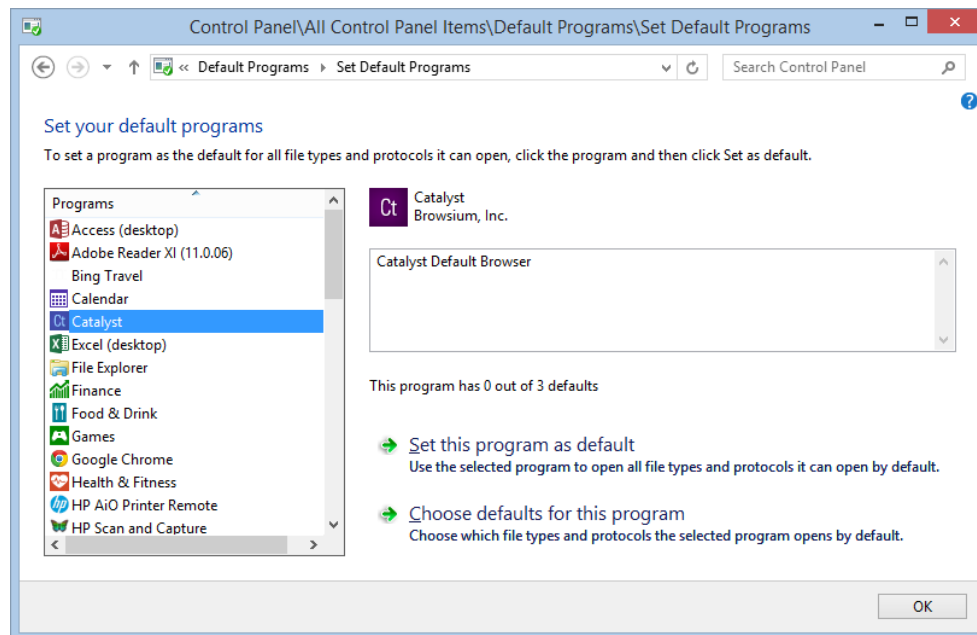 Control Panel\All Control Panel Items\Default Programs\Set Default Programs
« Default Programs Set Default Programs
Search Control Panel
?
Set your default programs
To set a program as the default for all file types and protocols it can open, click the program and then click Set as default.
Programs
Access (desktop)
Adobe Reader XI (11.0.06)
Bing Travel
Calendar
Ct Catalyst
Excel (desktop)
File Explorer
Finance
Food & Drink
Games
Google Chrome
Health & Fitness
hp HP AiO Printer Remote
HP Scan and Capture
Ct
Catalyst
Browsium, Inc.
Catalyst Default Browser
This program has 0 out of 3 defaults
Set this program as default
Use the selected program to open all file types and protocols it can open by default.
Choose defaults for this program
Choose which file types and protocols the selected program opens by default.
OK